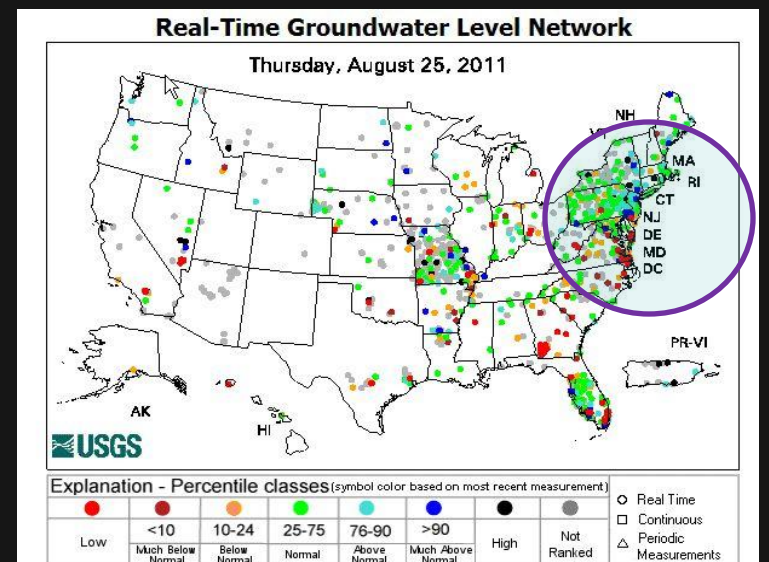 Real-Time Groundwater Level Network
Thursday, August 25, 2011
NH
MA
RI
CT
NJ
DE
MD
DC
PR-VI
AK
HI
USGS
Explanation - Percentile classes (symbol color based on most recent measurement)
Low
<10
10-24
25-75
76-90
>90
High
Not
Ranked
Much Below
Normal
Below
Normal
Normal
Above
Normal
Much Above
Normal
Real Time
Continuous
Periodic
Measurements